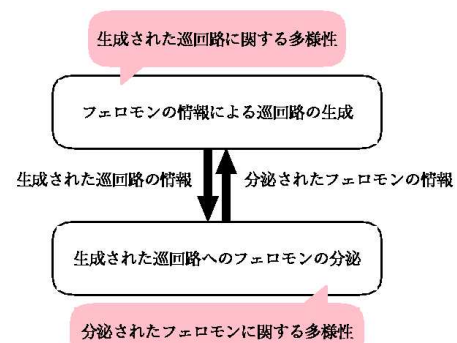 生成された巡回路に関する多様性
フェロモンの情報による巡回路の生成
生成された巡回路の情報
分泌されたフェロモンの情報
生成された巡回路へのフェロモンの分泌
分泌されたフェロモンに関する多様性